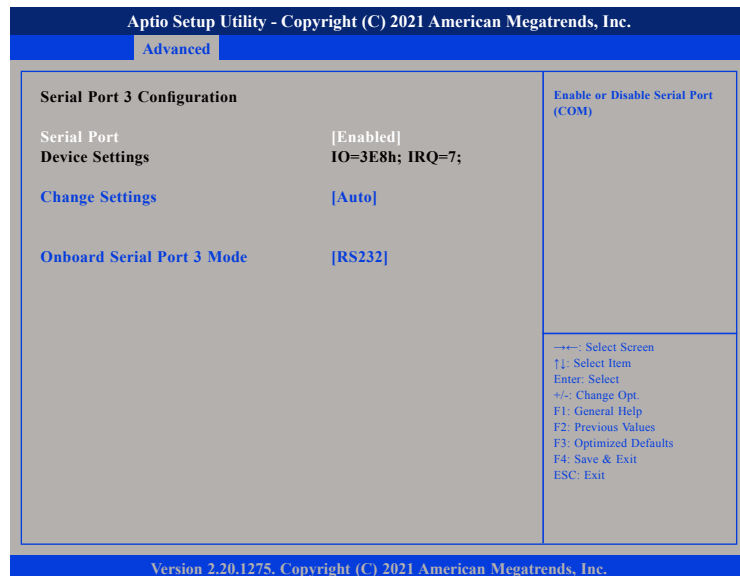 Aptio Setup Utility - Copyright (C) 2021 American Megatrends, Inc.
Advanced
Serial Port 3 Configuration
Serial Port [Enabled]
Device Settings IO=3E8h; IRQ=7;
Change Settings [Auto]
Onboard Serial Port 3 Mode [RS232]
Enable or Disable Serial Port
(COM)
→←: Select Screen
↑↓: Select Item
Enter: Select
+/-: Change Opt.
F1: General Help
F2: Previous Values
F3: Optimized Defaults
F4: Save & Exit
ESC: Exit
Version 2.20.1275. Copyright (C) 2021 American Megatrends, Inc.